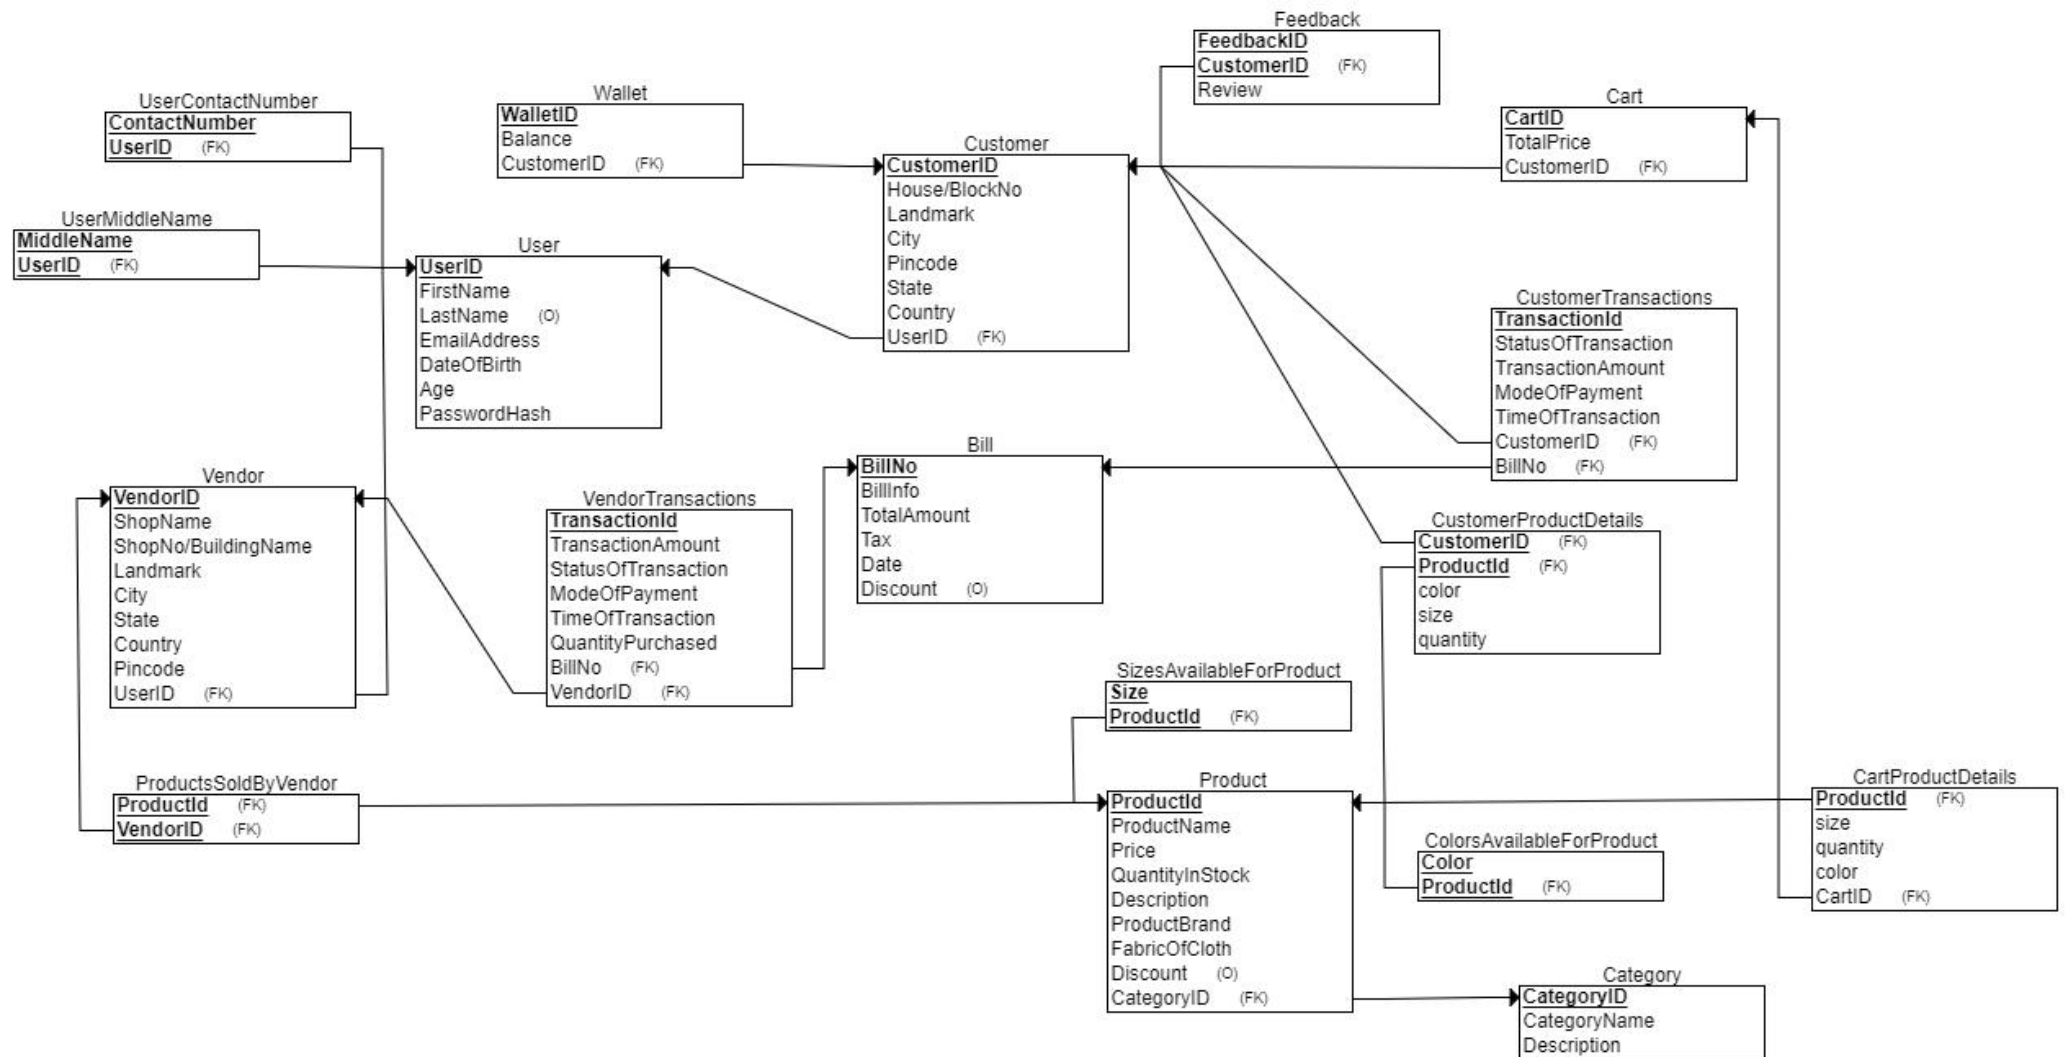 Feedback
FeedbackID
CustomerID (FK)
Review
UserContactNumber
ContactNumber
UserID (FK)
Wallet
WalletID
Balance
CustomerID (FK)
Cart
CartID
TotalPrice
CustomerID (FK)
Customer
CustomerID
House/BlockNo
Landmark
City
Pincode
State
Country
UserID (FK)
UserMiddleName
MiddleName
UserID (FK)
User
UserID
FirstName
LastName (O)
EmailAddress
DateOfBirth
Age
PasswordHash
CustomerTransactions
TransactionId
StatusOfTransaction
TransactionAmount
ModeOfPayment
TimeOfTransaction
CustomerID (FK)
BillNo (FK)
Bill
BillNo
BillInfo
TotalAmount
Tax
Date
Discount (O)
Vendor
VendorID
ShopName
ShopNo/BuildingName
Landmark
City
State
Country
Pincode
UserID (FK)
VendorTransactions
TransactionId
TransactionAmount
StatusOfTransaction
ModeOfPayment
TimeOfTransaction
QuantityPurchased
BillNo (FK)
VendorID (FK)
CustomerProductDetails
CustomerID (FK)
ProductId (FK)
color
size
quantity
SizesAvailableForProduct
Size
ProductId (FK)
ProductsSoldByVendor
ProductId (FK)
VendorID (FK)
Product
ProductId
ProductName
Price
QuantityInStock
Description
ProductBrand
FabricOfCloth
Discount (O)
CategoryID (FK)
ColorsAvailableForProduct
Color
ProductId (FK)
CartProductDetails
ProductId (FK)
size
quantity
color
CartID (FK)
Category
CategoryID
CategoryName
Description